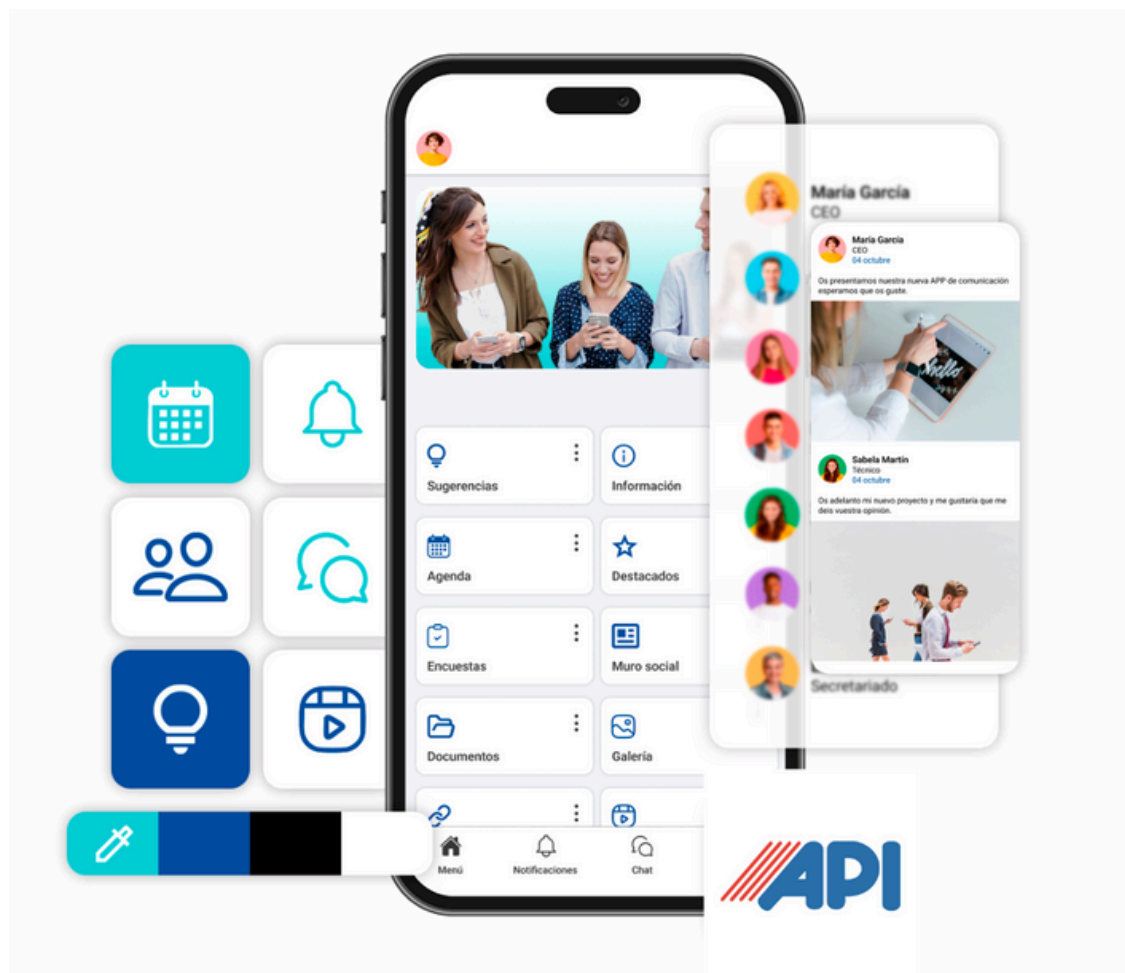 María García
CEO
María García
CEO
04 octubre
Os presentamos nuestra nueva APP de comunicación
esperamos que os guste.
hello
Sabela Martín
Técnico
04 octubre
Os adelanto mi nuevo proyecto y me gustaría que me
deis vuestra opinión.
Secretariado
Sugerencias
Información
Agenda
Destacados
Encuestas
Muro social
Documentos
Galería
Menú
Notificaciones
Chat
API